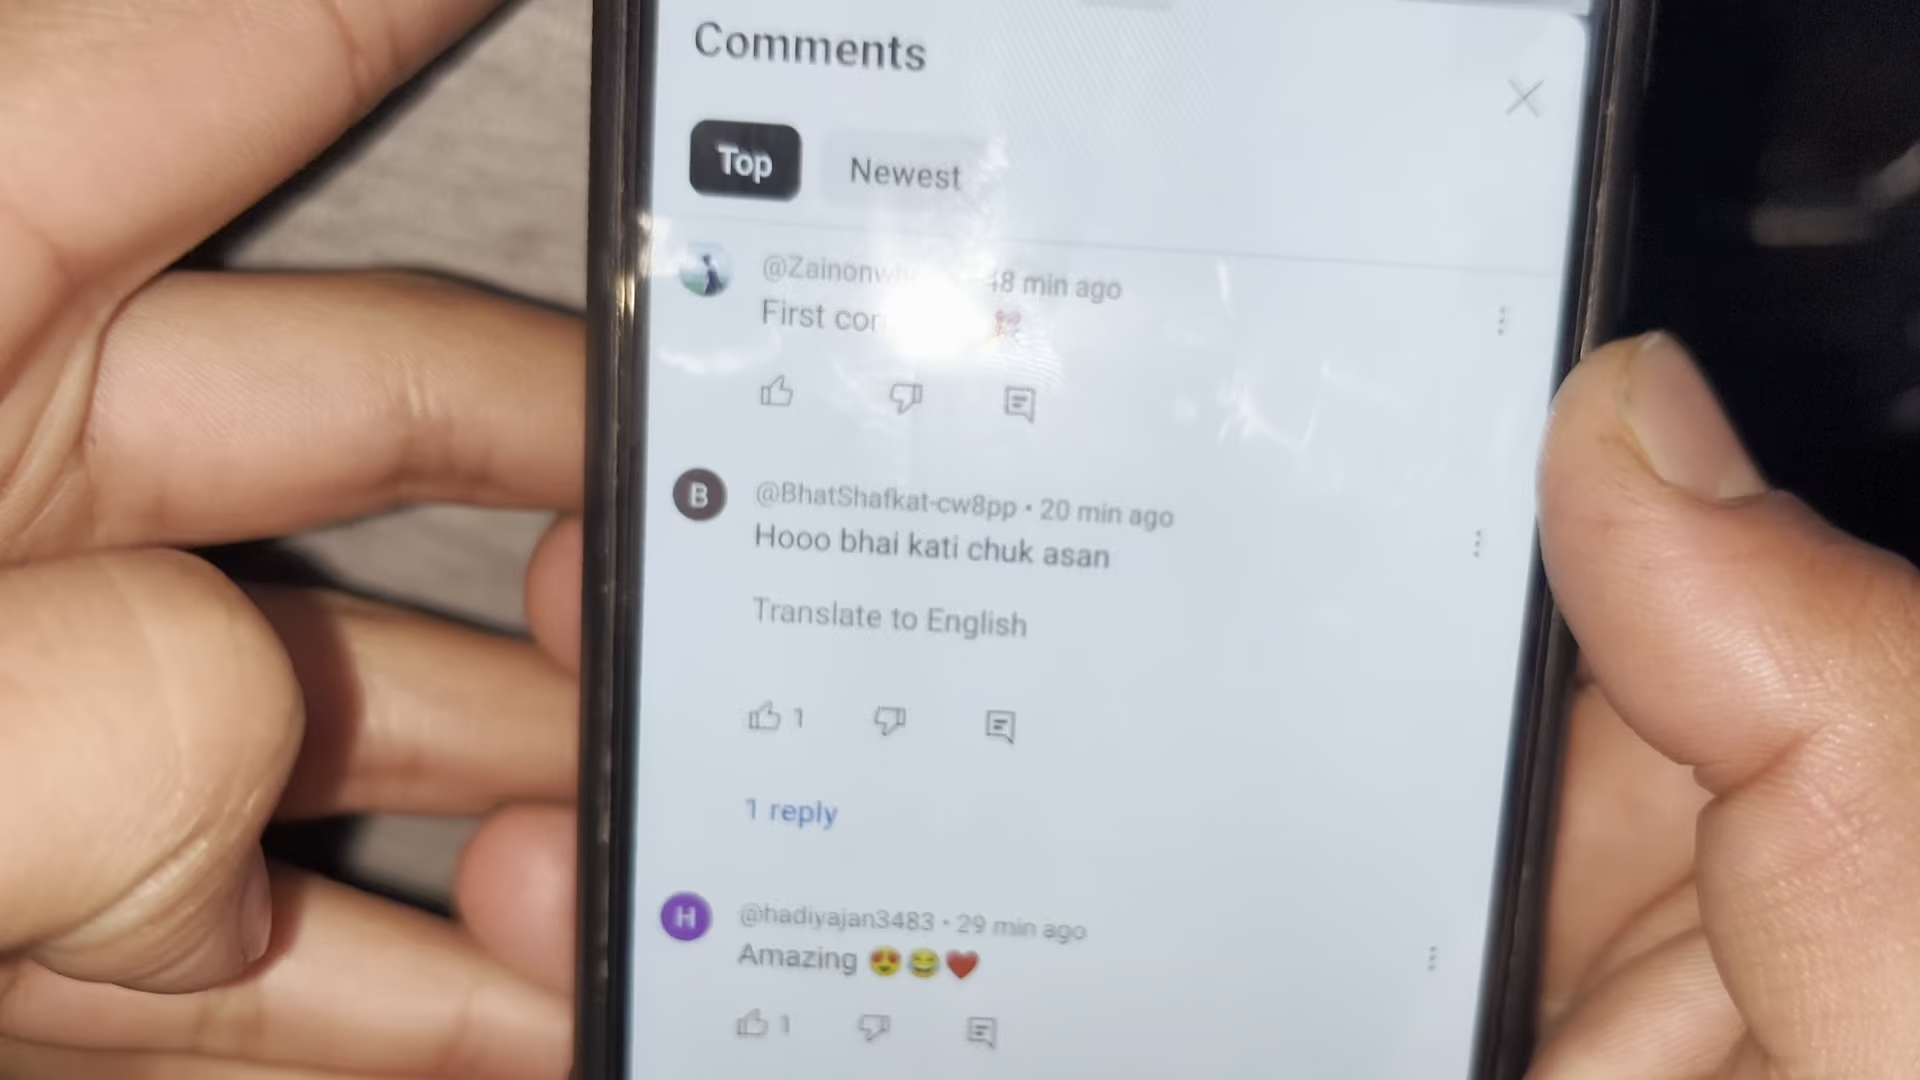 Comments
Top
Newest
min ago
First
B
@BhatShafkat-cw8pp • 20 min ago
Hooo bhai kati chuk asan
Translate to English
1
1 reply
H
@hadiyajan3483 • 29 min ago
Amazing 😍😂❤️
1